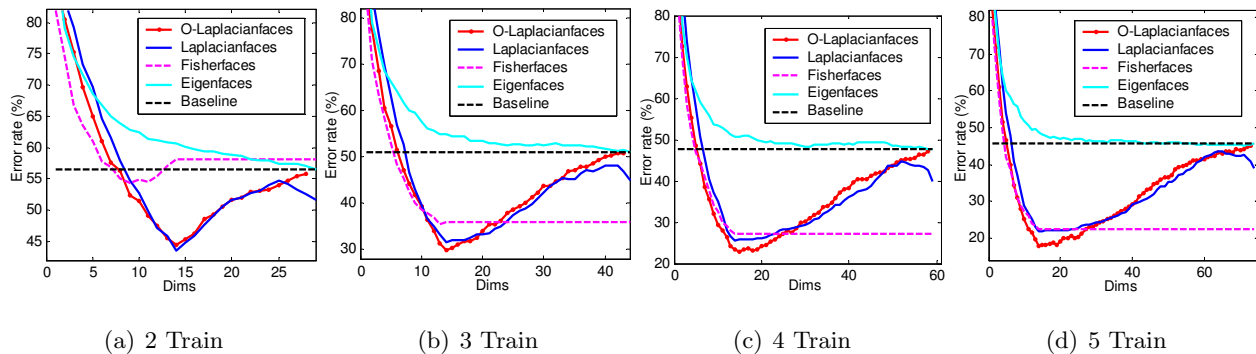 80
75
70
65
60
55
50
45
Error rate (%)
0 5 10 15 20 25
Dims
O-Laplacianfaces
Laplacianfaces
Fisherfaces
Eigenfaces
Baseline
(a) 2 Train
80
70
60
50
40
30
Error rate (%)
0 10 20 30 40
Dims
O-Laplacianfaces
Laplacianfaces
Fisherfaces
Eigenfaces
Baseline
(b) 3 Train
80
70
60
50
40
30
20
Error rate (%)
0 10 20 30 40 50 60
Dims
O-Laplacianfaces
Laplacianfaces
Fisherfaces
Eigenfaces
Baseline
(c) 4 Train
80
70
60
50
40
30
20
Error rate (%)
0 20 40 60
Dims
O-Laplacianfaces
Laplacianfaces
Fisherfaces
Eigenfaces
Baseline
(d) 5 Train